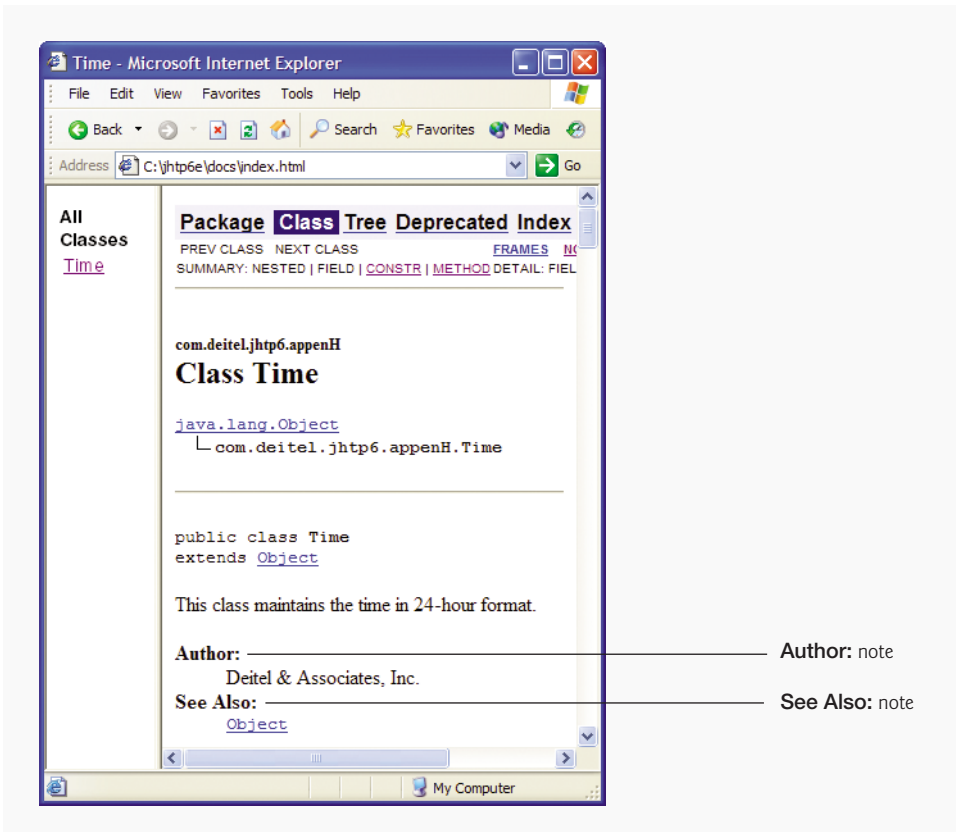 Time - Microsoft Internet Explorer
File Edit View Favorites Tools Help
Back Search Favorites Media
Address C:\jhtp6e\docs\index.html Go
All
Classes
Time
Package Class Tree Deprecated Index
PREV CLASS NEXT CLASS FRAMES
SUMMARY: NESTED | FIELD | CONSTR | METHOD DETAIL: FIEL
com.deitel.jhtp6.appenH
Class Time
java.lang.Object
com.deitel.jhtp6.appenH.Time
public class Time
extends Object
This class maintains the time in 24-hour format.
Author:
Deitel & Associates, Inc.
See Also:
Object
Author: note
See Also: note
My Computer